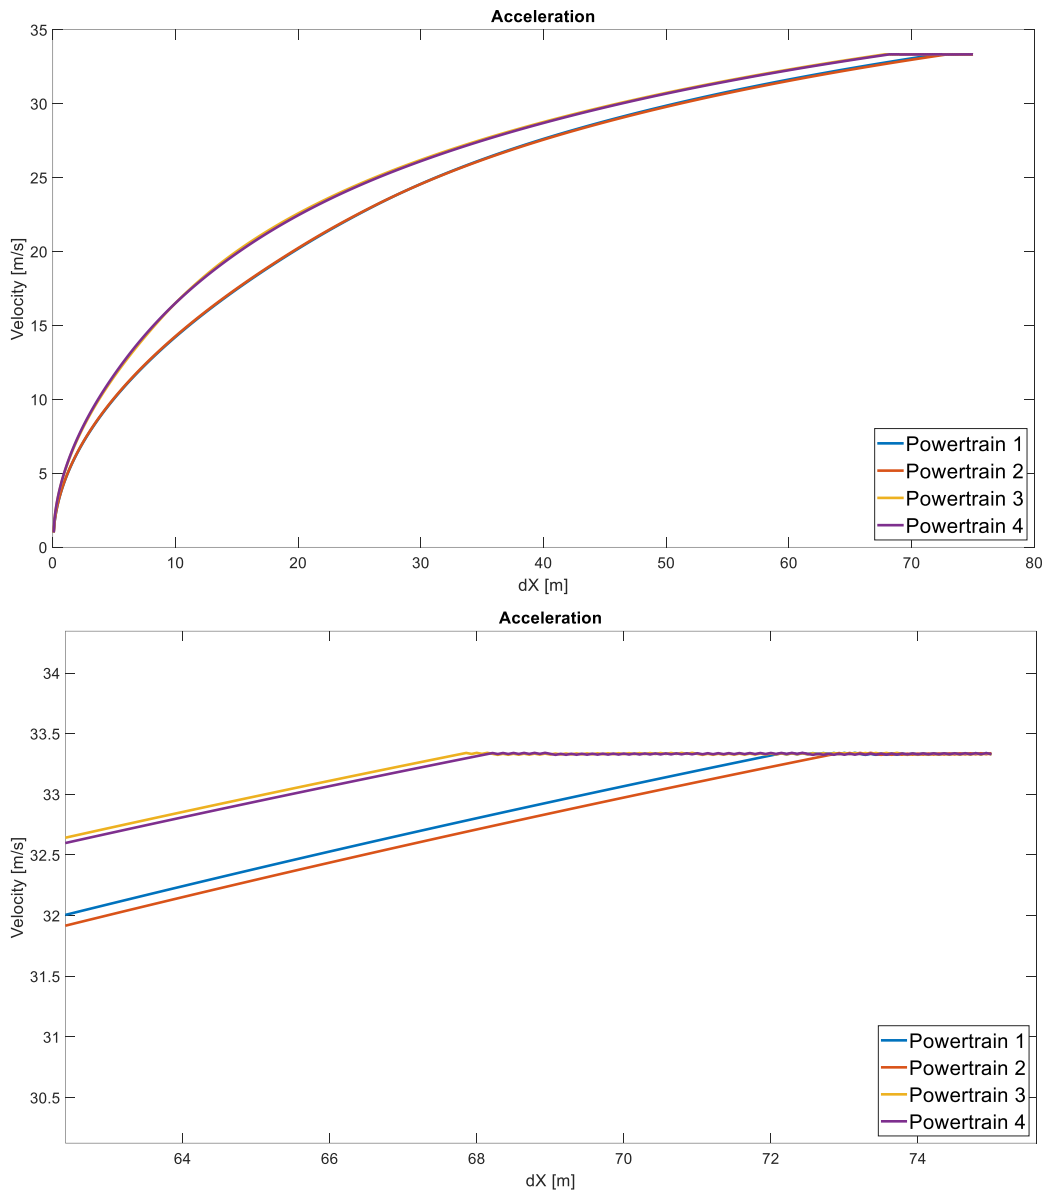 Acceleration
35
30
25
20
15
10
5
0
Velocity [m/s]
0 10 20 30 40 50 60 70 80
dX [m]
Powertrain 1
Powertrain 2
Powertrain 3
Powertrain 4
Acceleration
34
33.5
33
32.5
32
31.5
31
30.5
Velocity [m/s]
64 66 68 70 72 74
dX [m]
Powertrain 1
Powertrain 2
Powertrain 3
Powertrain 4